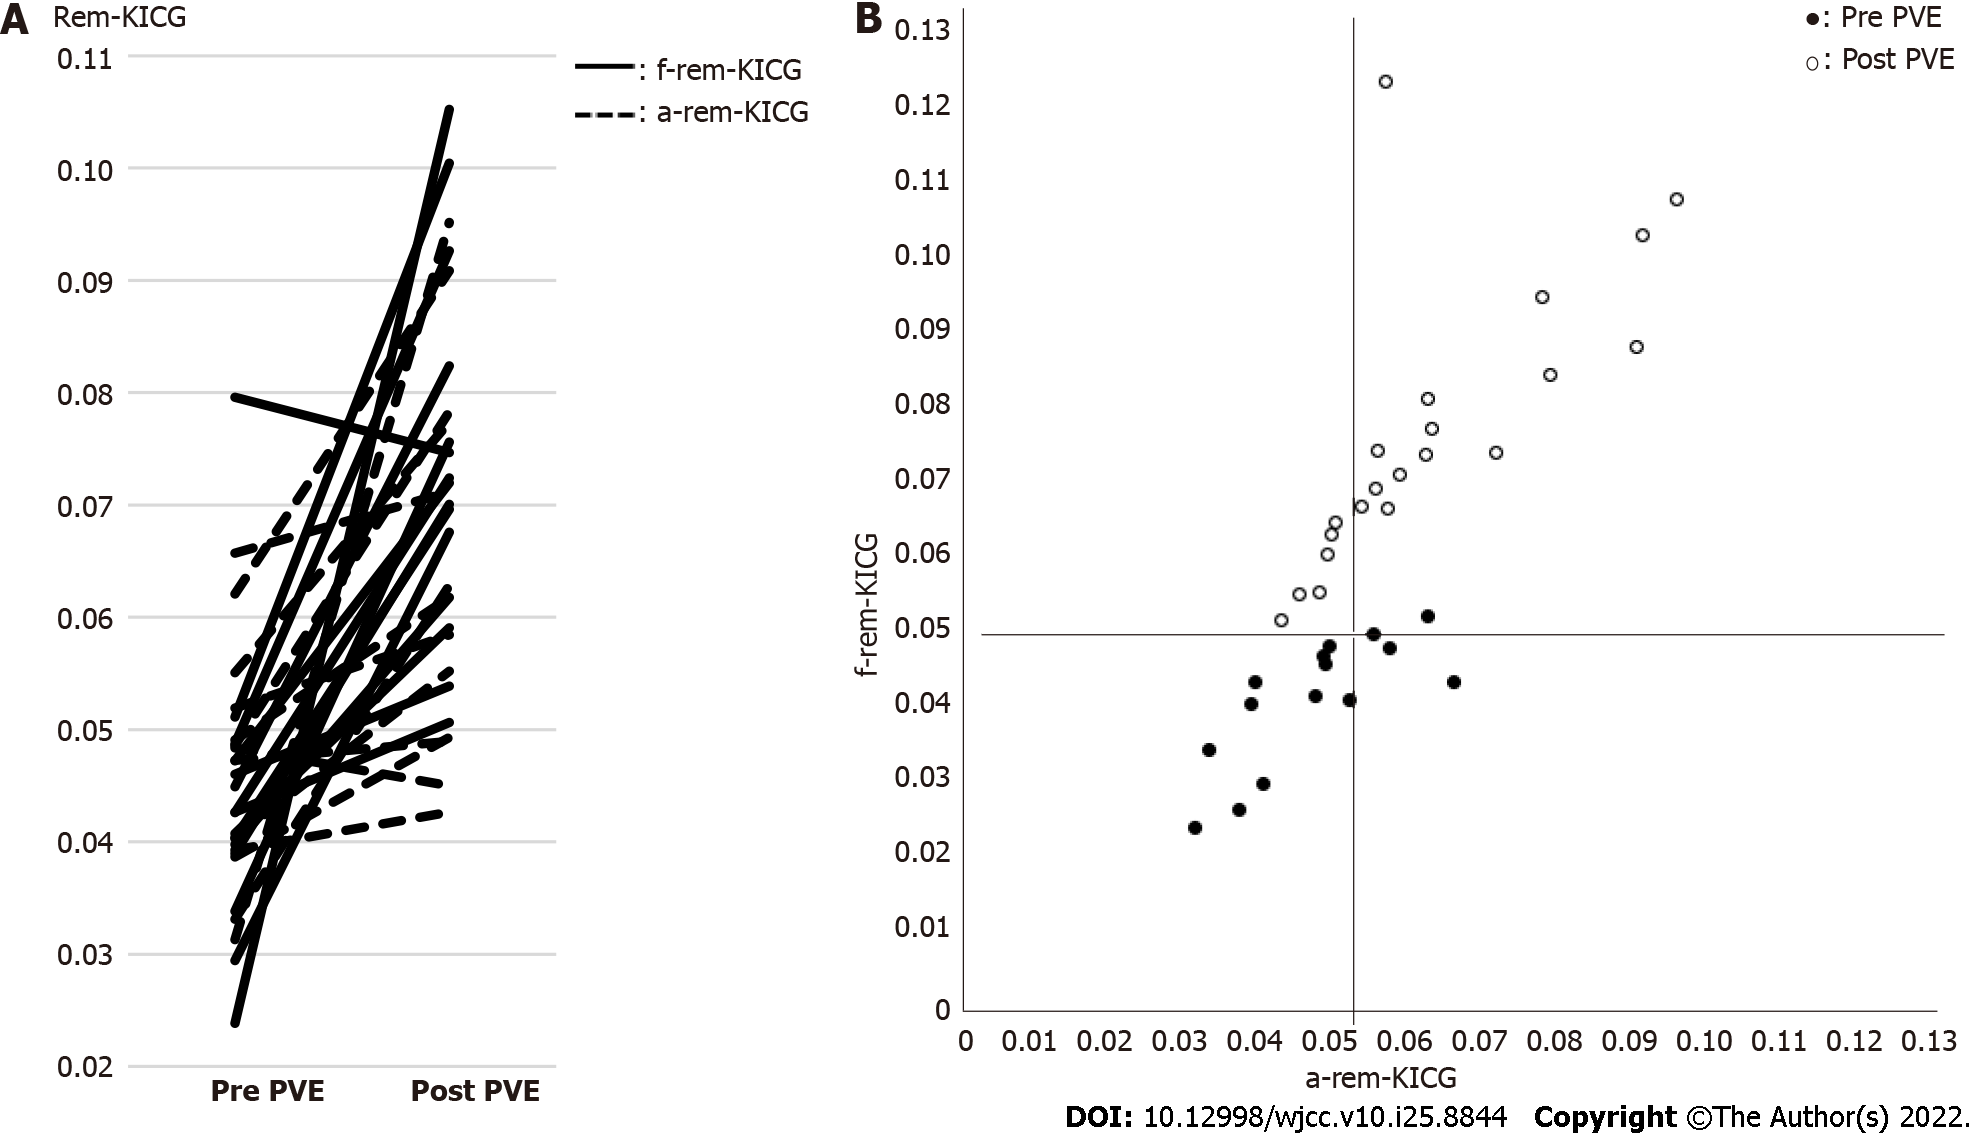 A Rem-KICG
0.11
0.10
0.09
0.08
0.07
0.06
0.05
0.04
0.03
0.02
Pre PVE Post PVE
: f-rem-KICG
: a-rem-KICG
B
: Pre PVE
: Post PVE
0.13
0.12
0.11
0.10
0.09
0.08
0.07
0.06
0.05
0.04
0.03
0.02
0.01
0
f-rem-KICG
0 0.01 0.02 0.03 0.04 0.05 0.06 0.07 0.08 0.09 0.10 0.11 0.12 0.13
a-rem-KICG
DOI: 10.12998/wjcc.v10.i25.8844 Copyright ©The Author(s) 2022.